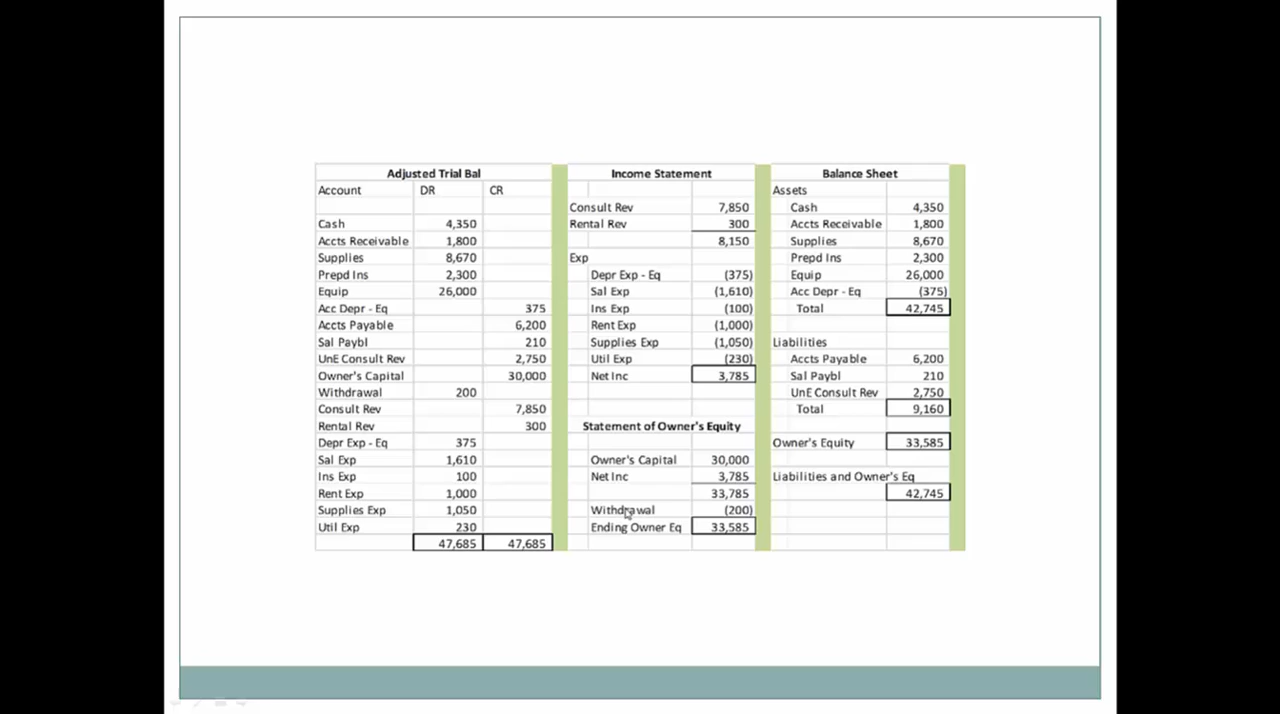 Adjusted Trial Bal
Account DR CR
Cash 4,350
Accts Receivable 1,800
Supplies 8,670
Prepd Ins 2,300
Equip 26,000
Acc Depr - Eq 375
Accts Payable 6,200
Sal Paybl 210
UnE Consult Rev 2,750
Owner's Capital 30,000
Withdrawal 200
Consult Rev 7,850
Rental Rev 300
Depr Exp - Eq 375
Sal Exp 1,610
Ins Exp 100
Rent Exp 1,000
Supplies Exp 1,050
Util Exp 230
47,685 47,685
Income Statement
Consult Rev 7,850
Rental Rev 300
8,150
Exp
Depr Exp - Eq (375)
Sal Exp (1,610)
Ins Exp (100)
Rent Exp (1,000)
Supplies Exp (1,050)
Util Exp (230)
Net Inc 3,785
Statement of Owner's Equity
Owner's Capital 30,000
Net Inc 3,785
33,785
Withdrawal (200)
Ending Owner Eq 33,585
Balance Sheet
Assets
Cash 4,350
Accts Receivable 1,800
Supplies 8,670
Prepd Ins 2,300
Equip 26,000
Acc Depr - Eq (375)
Total 42,745
Liabilities
Accts Payable 6,200
Sal Paybl 210
UnE Consult Rev 2,750
Total 9,160
Owner's Equity 33,585
Liabilities and Owner's Eq
42,745